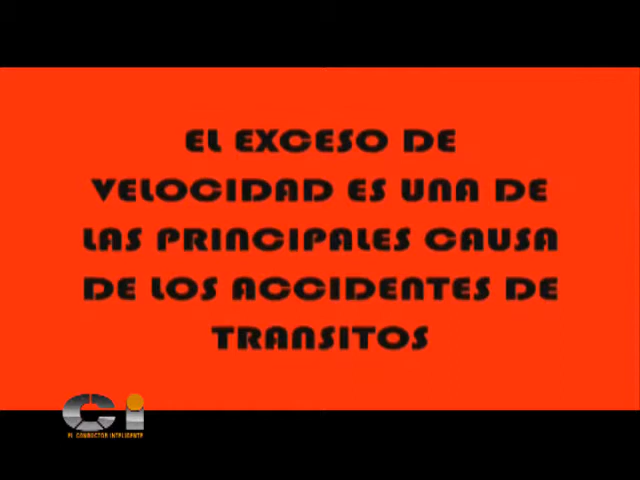 EL EXCESO DE
VELOCIDAD ES UNA DE
LAS PRINCIPALES CAUSA
DE LOS ACCIDENTES DE
TRANSITOS
Ci
EL CONDUCTOR INTELIGENTE